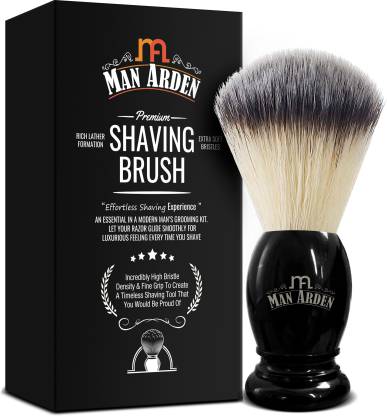 MAN ARDEN
Premium
RICH LATHER
FORMATION
SHAVING
BRUSH
EXTRA SOFT
BRISTLES
"Effortless Shaving Experience"
AN ESSENTIAL IN A MODERN MAN'S GROOMING KIT.
LET YOUR RAZOR GLIDE SMOOTHLY FOR
LUXURIOUS FEELING EVERY TIME YOU SHAVE
Incredibly High Bristle
Density & Fine Grip To Create
A Timeless Shaving Tool That
You Would Be Proud Of
MAN ARDEN